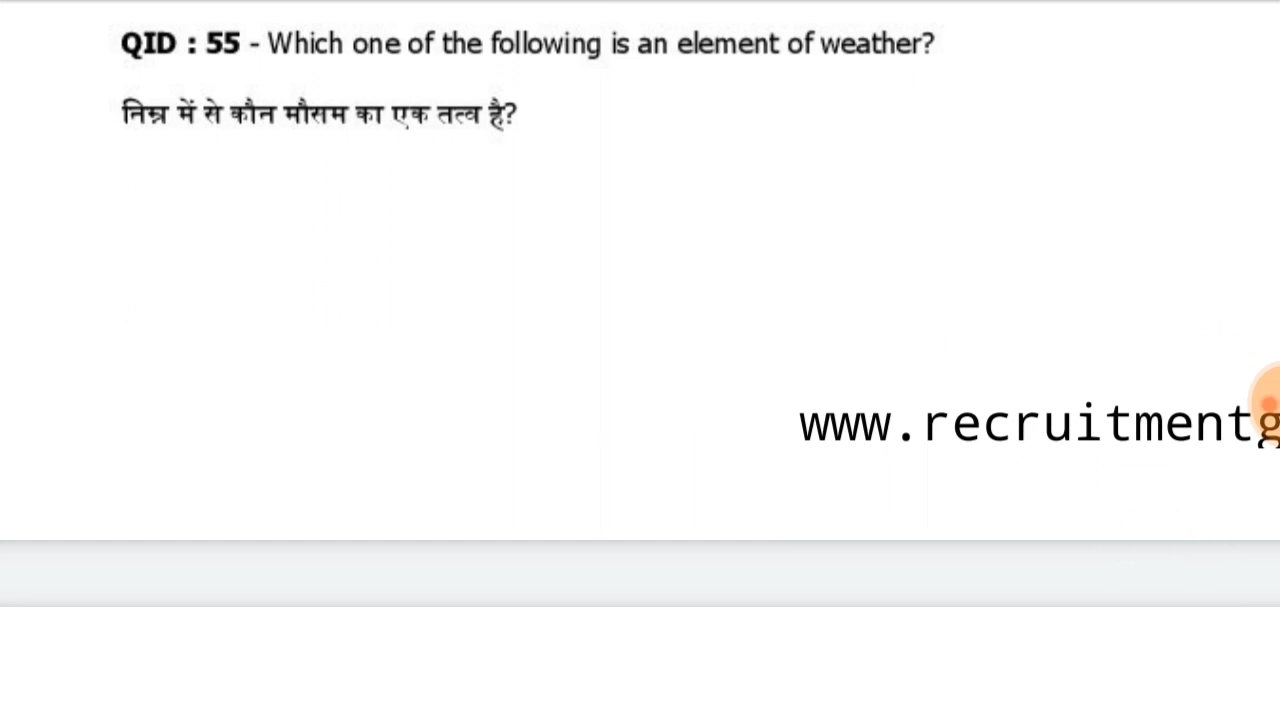 QID : 55 - Which one of the following is an element of weather?
निम्न में से कौन मौसम का एक तत्व है?
www.recruitmentg